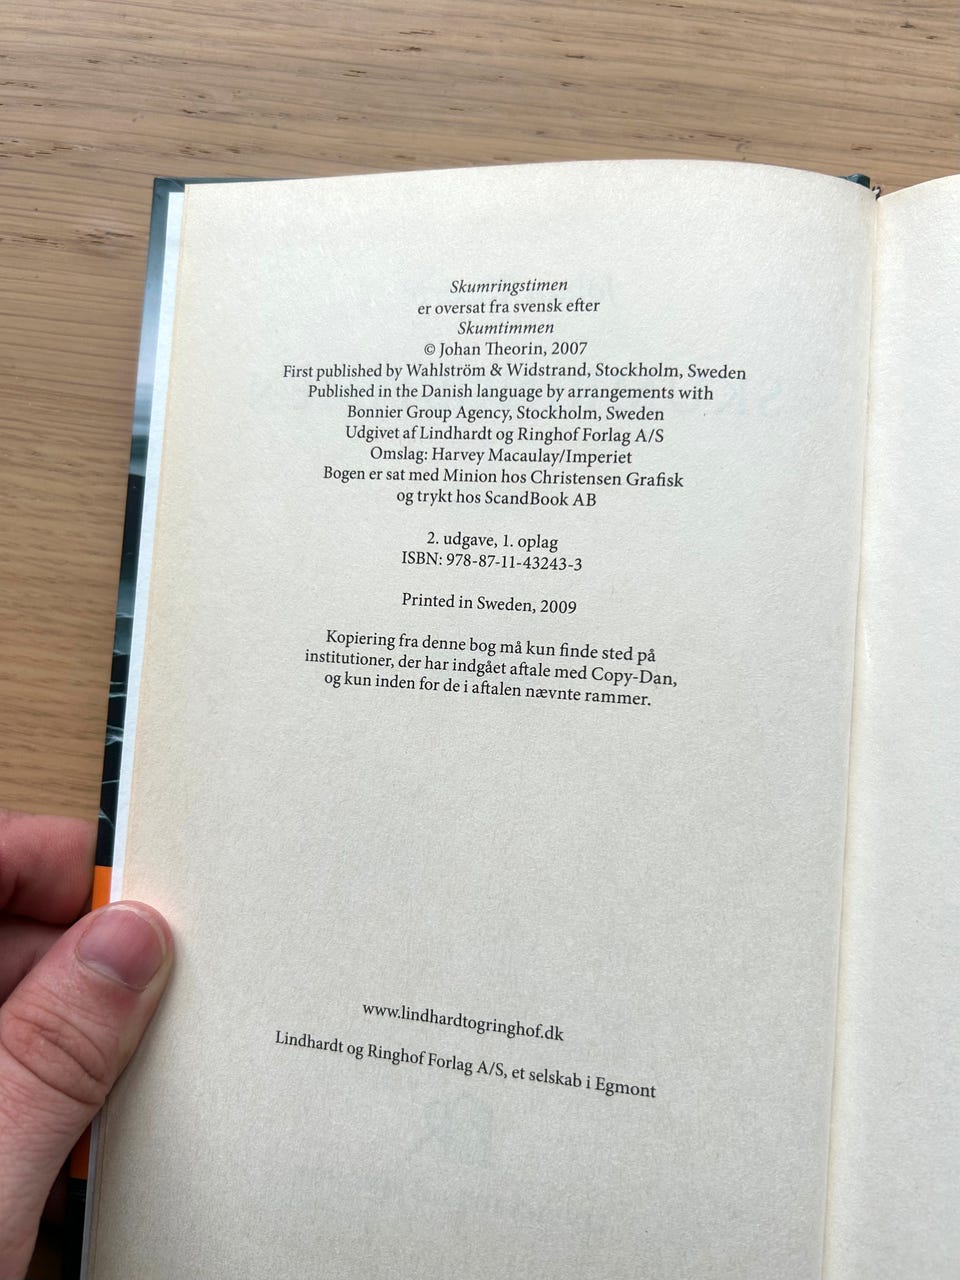 Skumringstimen
er oversat fra svensk efter
Skumtimmen
© Johan Theorin, 2007
First published by Wahlström & Widstrand, Stockholm, Sweden
Published in the Danish language by arrangements with
Bonnier Group Agency, Stockholm, Sweden
Udgivet af Lindhardt og Ringhof Forlag A/S
Omslag: Harvey Macaulay/Imperiet
Bogen er sat med Minion hos Christensen Grafisk
og trykt hos ScandBook AB
2. udgave, 1. oplag
ISBN: 978-87-11-43243-3
Printed in Sweden, 2009
Kopiering fra denne bog må kun finde sted på
institutioner, der har indgået aftale med Copy-Dan,
og kun inden for de i aftalen nævnte rammer.
www.lindhardtogringhof.dk
Lindhardt og Ringhof Forlag A/S, et selskab i Egmont